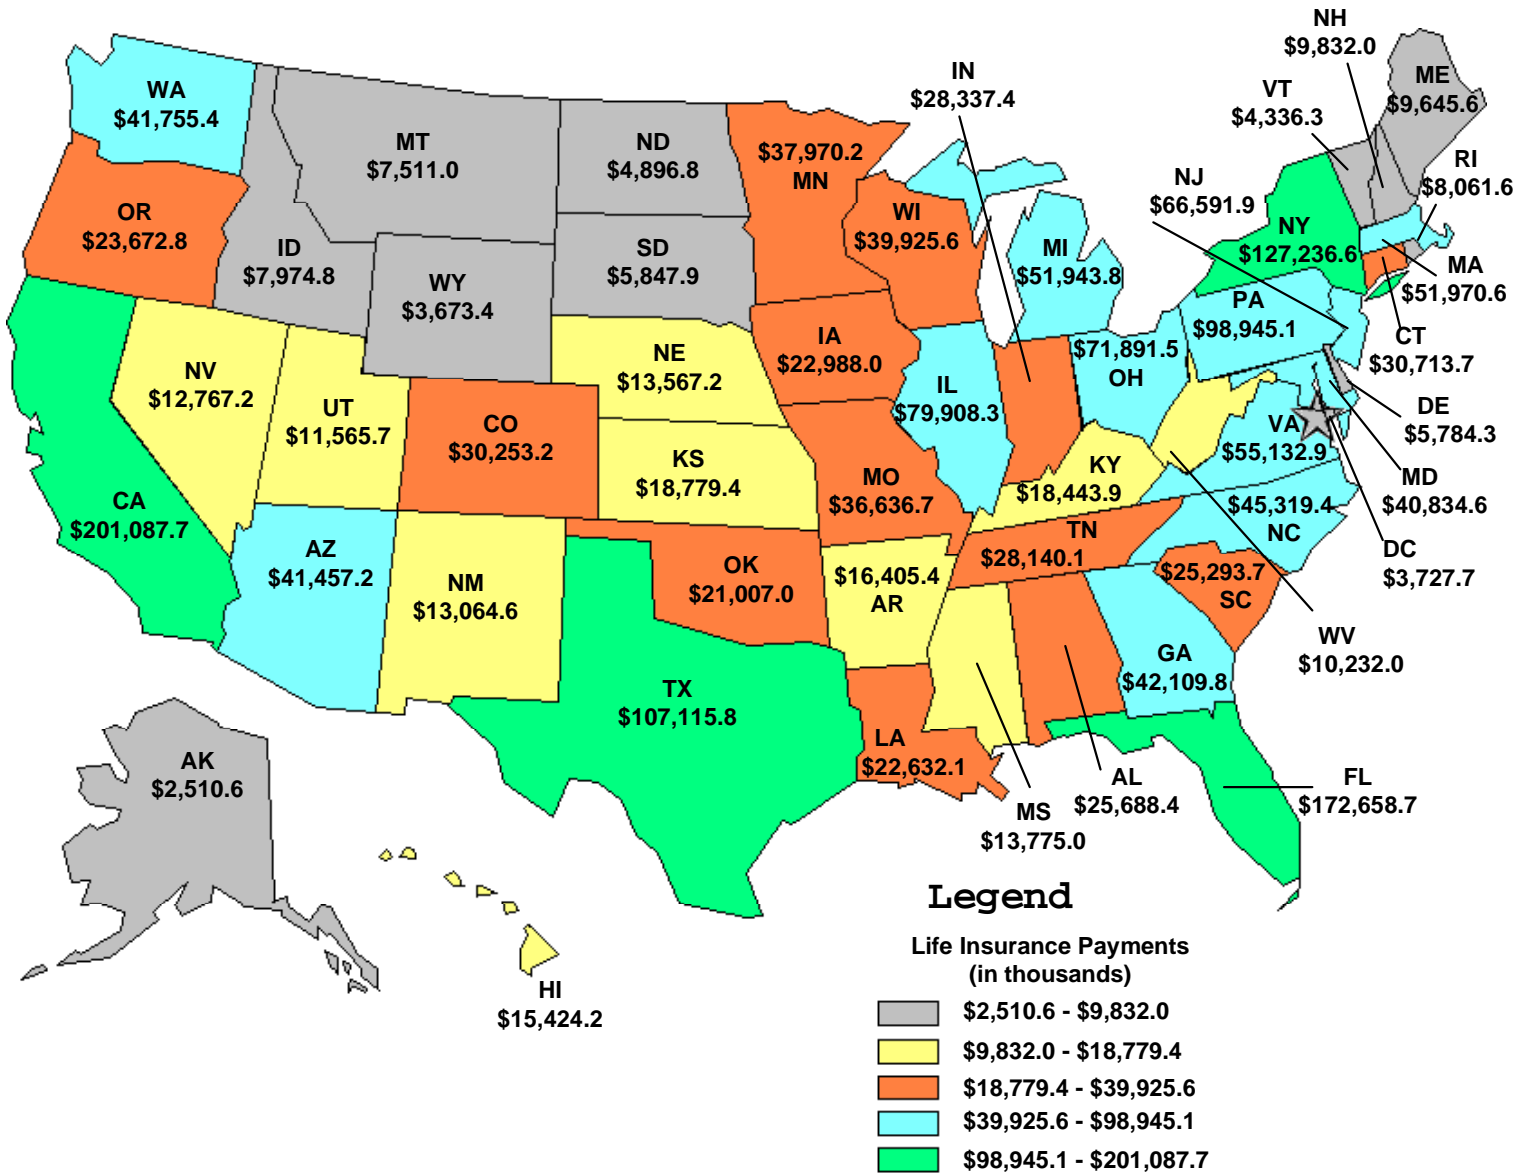 NH
$9,832.0
IN
$28,337.4
VT
$4,336.3
ME
$9,645.6
WA
$41,755.4
MT
$7,511.0
ND
$4,896.8
$37,970.2
MN
RI
$8,061.6
NJ
$66,591.9
OR
$23,672.8
ID
$7,974.8
WY
$3,673.4
SD
$5,847.9
WI
$39,925.6
MI
$51,943.8
NY
$127,236.6
MA
$51,970.6
PA
$98,945.1
CT
$30,713.7
NV
$12,767.2
UT
$11,565.7
NE
$13,567.2
IA
$22,988.0
IL
$79,908.3
$71,891.5
OH
DE
$5,784.3
CO
$30,253.2
KS
$18,779.4
MO
$36,636.7
KY
$18,443.9
VA
$55,132.9
MD
$40,834.6
CA
$201,087.7
AZ
$41,457.2
NM
$13,064.6
OK
$21,007.0
$16,405.4
AR
TN
$28,140.1
$45,319.4
NC
DC
$3,727.7
$25,293.7
SC
WV
$10,232.0
GA
$42,109.8
TX
$107,115.8
LA
$22,632.1
MS
$13,775.0
AL
$25,688.4
FL
$172,658.7
AK
$2,510.6
HI
$15,424.2
Legend
Life Insurance Payments
(in thousands)
$2,510.6 - $9,832.0
$9,832.0 - $18,779.4
$18,779.4 - $39,925.6
$39,925.6 - $98,945.1
$98,945.1 - $201,087.7